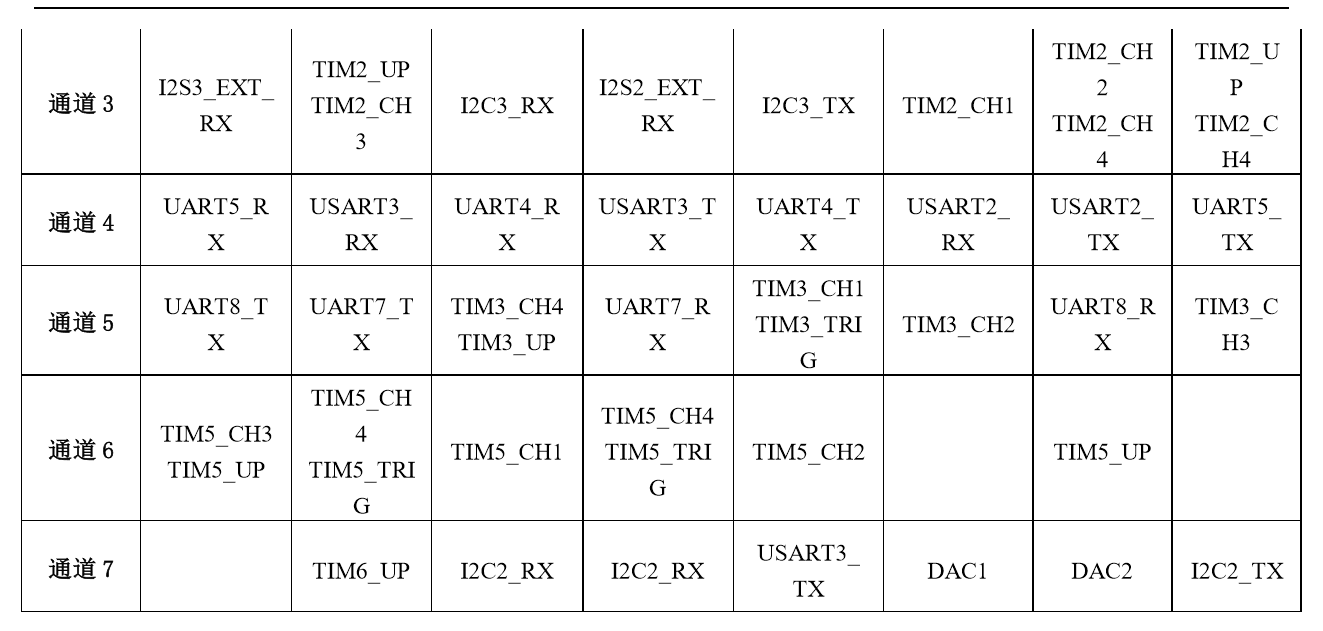 通道 3
I2S3_EXT_
RX
TIM2_UP
TIM2_CH
3
I2C3_RX
I2S2_EXT_
RX
I2C3_TX
TIM2_CH1
TIM2_CH
2
TIM2_CH
4
TIM2_U
P
TIM2_C
H4
通道 4
UART5_R
X
USART3_
RX
UART4_R
X
USART3_T
X
UART4_T
X
USART2_
RX
USART2_
TX
UART5_
TX
通道 5
UART8_T
X
UART7_T
X
TIM3_CH4
TIM3_UP
UART7_R
X
TIM3_CH1
TIM3_TRI
G
TIM3_CH2
UART8_R
X
TIM3_C
H3
通道 6
TIM5_CH3
TIM5_UP
TIM5_CH
4
TIM5_TRI
G
TIM5_CH1
TIM5_CH4
TIM5_TRI
G
TIM5_CH2
TIM5_UP
通道 7
TIM6_UP
I2C2_RX
I2C2_RX
USART3_
TX
DAC1
DAC2
I2C2_TX